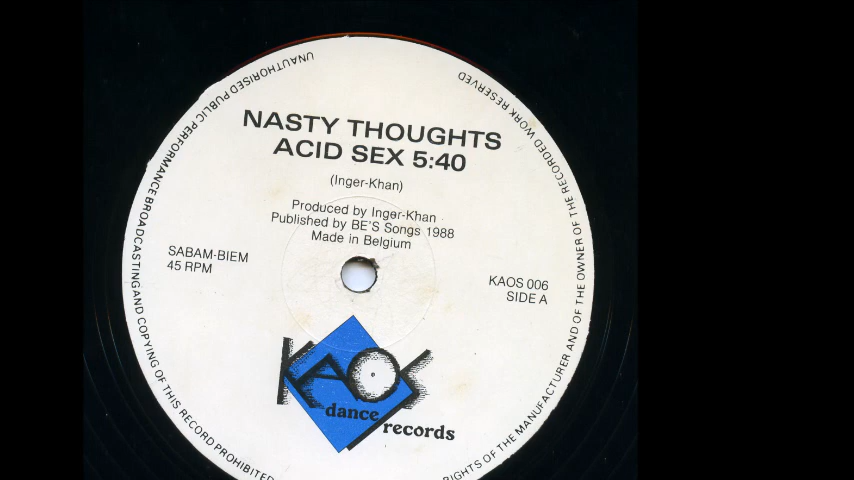 NASTY THOUGHTS
ACID SEX 5:40
(Inger-Khan)
Produced by Inger-Khan
Published by BE'S Songs 1988
Made in Belgium
SABAM-BIEM
45 RPM
KAOS 006
SIDE A
KAOS
dance
records
RIGHTS OF THE MANUFACTURER AND OF THE OWNER OF THE RECORDED WORK RESERVED
UNAUTHORISED PUBLIC PERFORMANCE BROADCASTING AND COPYING OF THIS RECORD PROHIBITED